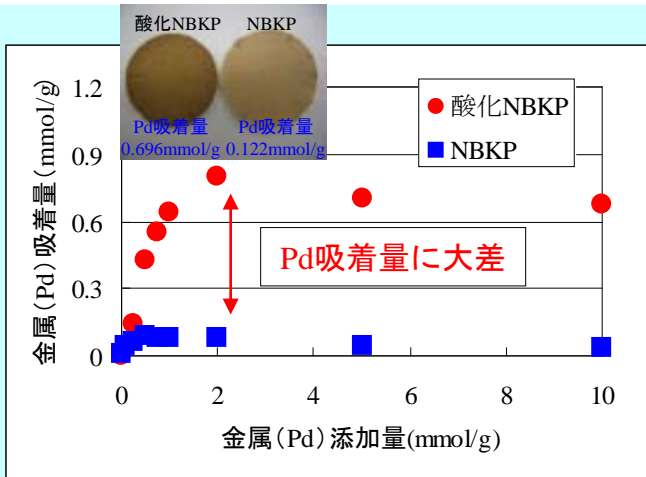 酸化NBKP NBKP
Pd吸着量 Pd吸着量
0.696mmol/g 0.122mmol/g
酸化NBKP
NBKP
Pd吸着量に大差
金属(Pd)吸着量(mmol/g)
1.2
0.9
0.6
0.3
0
0 2 4 6 8 10
金属(Pd)添加量(mmol/g)